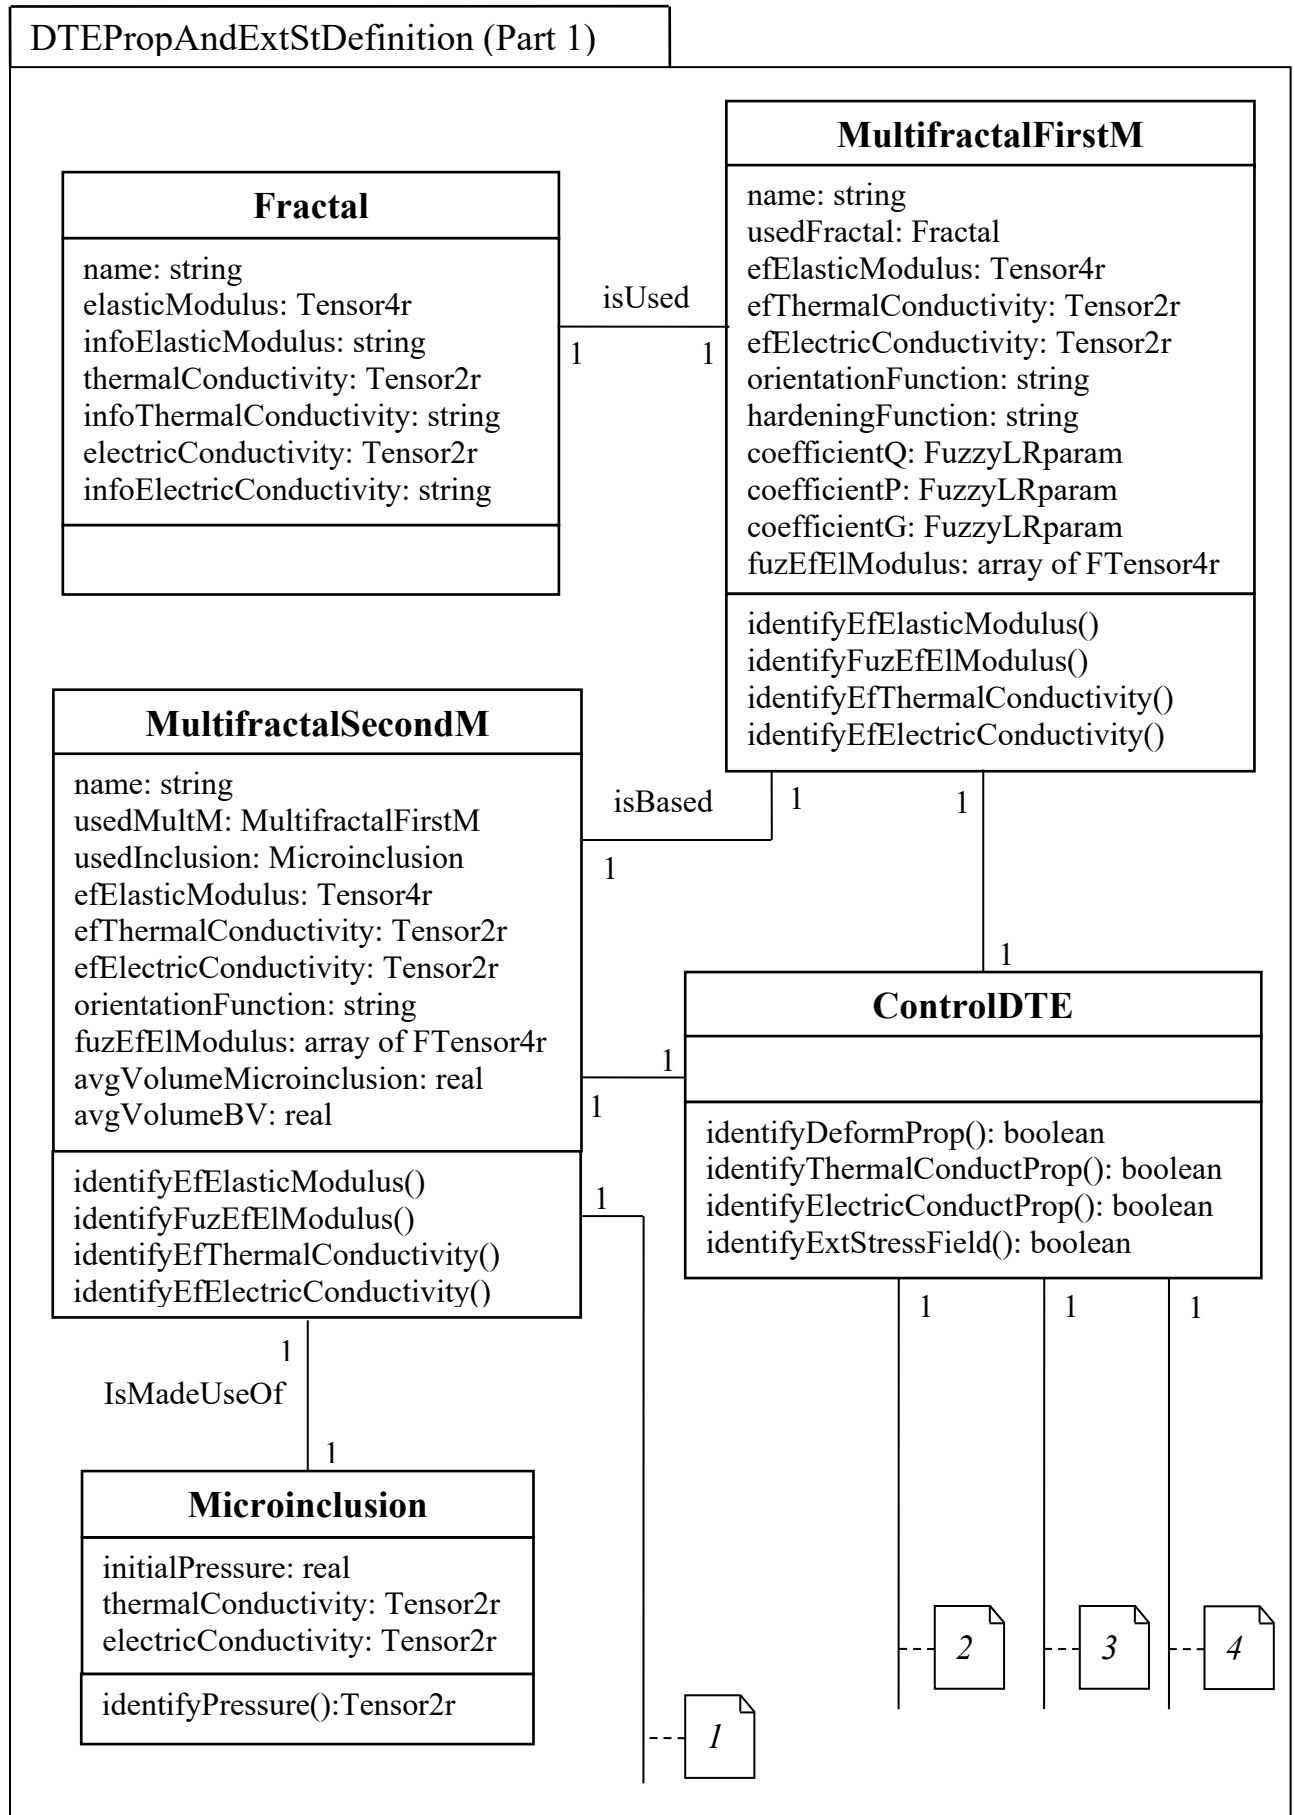 DTEPropAndExtStDefinition (Part 1)
MultifractalFirstM
name: string
usedFractal: Fractal
efElasticModulus: Tensor4r
efThermalConductivity: Tensor2r
efElectricConductivity: Tensor2r
orientationFunction: string
hardeningFunction: string
coefficientQ: FuzzyLRparam
coefficientP: FuzzyLRparam
coefficientG: FuzzyLRparam
fuzEfElModulus: array of FTensor4r
identifyEfElasticModulus()
identifyFuzEfElModulus()
identifyEfThermalConductivity()
identifyEfElectricConductivity()
Fractal
name: string
elasticModulus: Tensor4r
infoElasticModulus: string
thermalConductivity: Tensor2r
infoThermalConductivity: string
electricConductivity: Tensor2r
infoElectricConductivity: string
isUsed
1
1
MultifractalSecondM
name: string
usedMultM: MultifractalFirstM
usedInclusion: Microinclusion
efElasticModulus: Tensor4r
efThermalConductivity: Tensor2r
efElectricConductivity: Tensor2r
orientationFunction: string
fuzEfElModulus: array of FTensor4r
avgVolumeMicroinclusion: real
avgVolumeBV: real
identifyEfElasticModulus()
identifyFuzEfElModulus()
identifyEfThermalConductivity()
identifyEfElectricConductivity()
isBased
1
1
1
1
ControlDTE
identifyDeformProp(): boolean
identifyThermalConductProp(): boolean
identifyElectricConductProp(): boolean
identifyExtStressField(): boolean
1
1
1
1
1
1
1
IsMadeUseOf
1
Microinclusion
initialPressure: real
thermalConductivity: Tensor2r
electricConductivity: Tensor2r
identifyPressure():Tensor2r
1
2
3
4